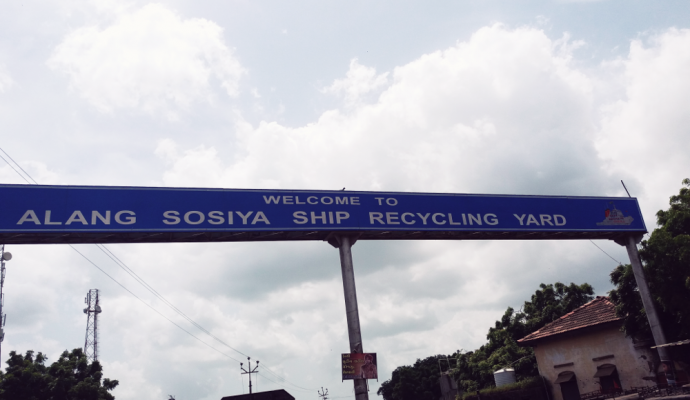 WELCOME TO
ALANG SOSIYA SHIP RECYCLING YARD